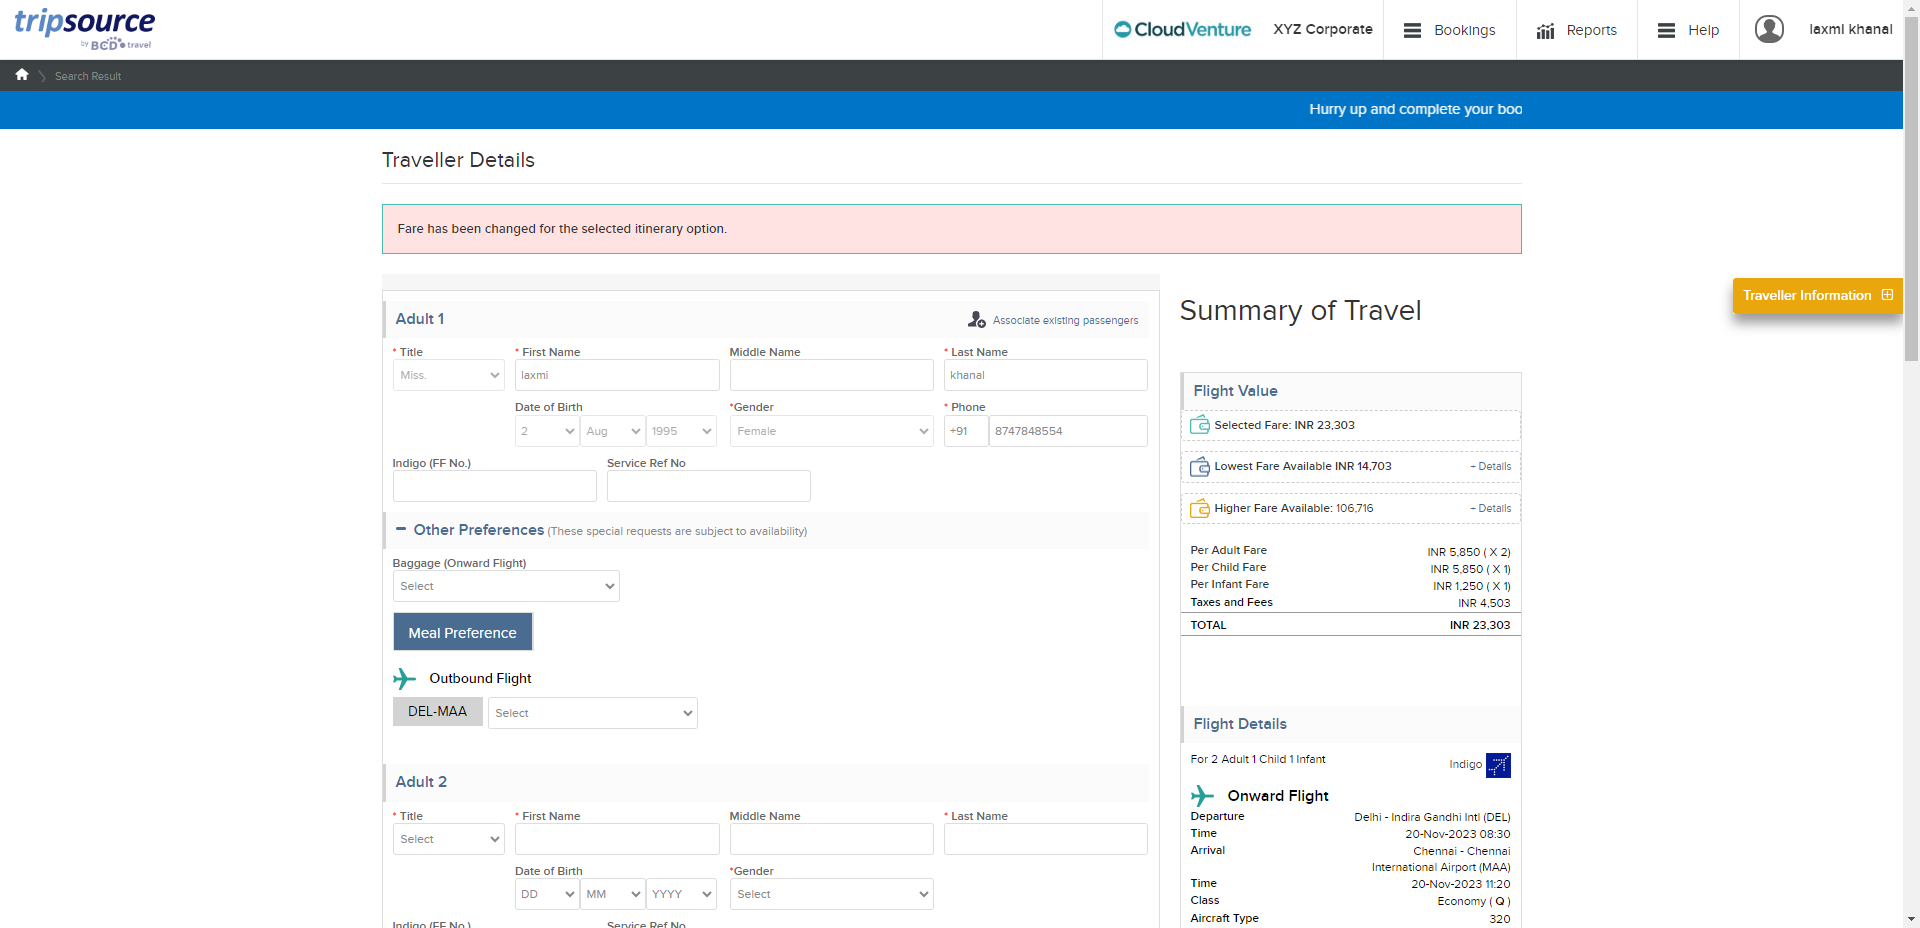 tripsource
by BCD travel
CloudVenture
XYZ Corporate
Bookings
Reports
Help
laxmi khanal
Search Result
Hurry up and complete your boo
Traveller Details
Fare has been changed for the selected itinerary option.
Traveller Information
Adult 1
Associate existing passengers
* Title
* First Name
Middle Name
* Last Name
Miss.
laxmi
khanal
Date of Birth
*Gender
* Phone
2
Aug
1995
Female
+91
8747848554
Indigo (FF No.)
Service Ref No
Other Preferences (These special requests are subject to availability)
Baggage (Onward Flight)
Select
Meal Preference
Outbound Flight
DEL-MAA
Select
Adult 2
* Title
* First Name
Middle Name
* Last Name
Select
Date of Birth
*Gender
DD
MM
YYYY
Select
Indigo (FF No.)
Service Ref No
Summary of Travel
Flight Value
Selected Fare: INR 23,303
Lowest Fare Available INR 14,703
+ Details
Higher Fare Available: 106,716
+ Details
Per Adult Fare
INR 5,850 ( X 2)
Per Child Fare
INR 5,850 ( X 1)
Per Infant Fare
INR 1,250 ( X 1)
Taxes and Fees
INR 4,503
TOTAL
INR 23,303
Flight Details
For 2 Adult 1 Child 1 Infant
Indigo
Onward Flight
Departure
Delhi - Indira Gandhi Intl (DEL)
Time
20-Nov-2023 08:30
Arrival
Chennai - Chennai
International Airport (MAA)
Time
20-Nov-2023 11:20
Class
Economy ( Q )
Aircraft Type
320